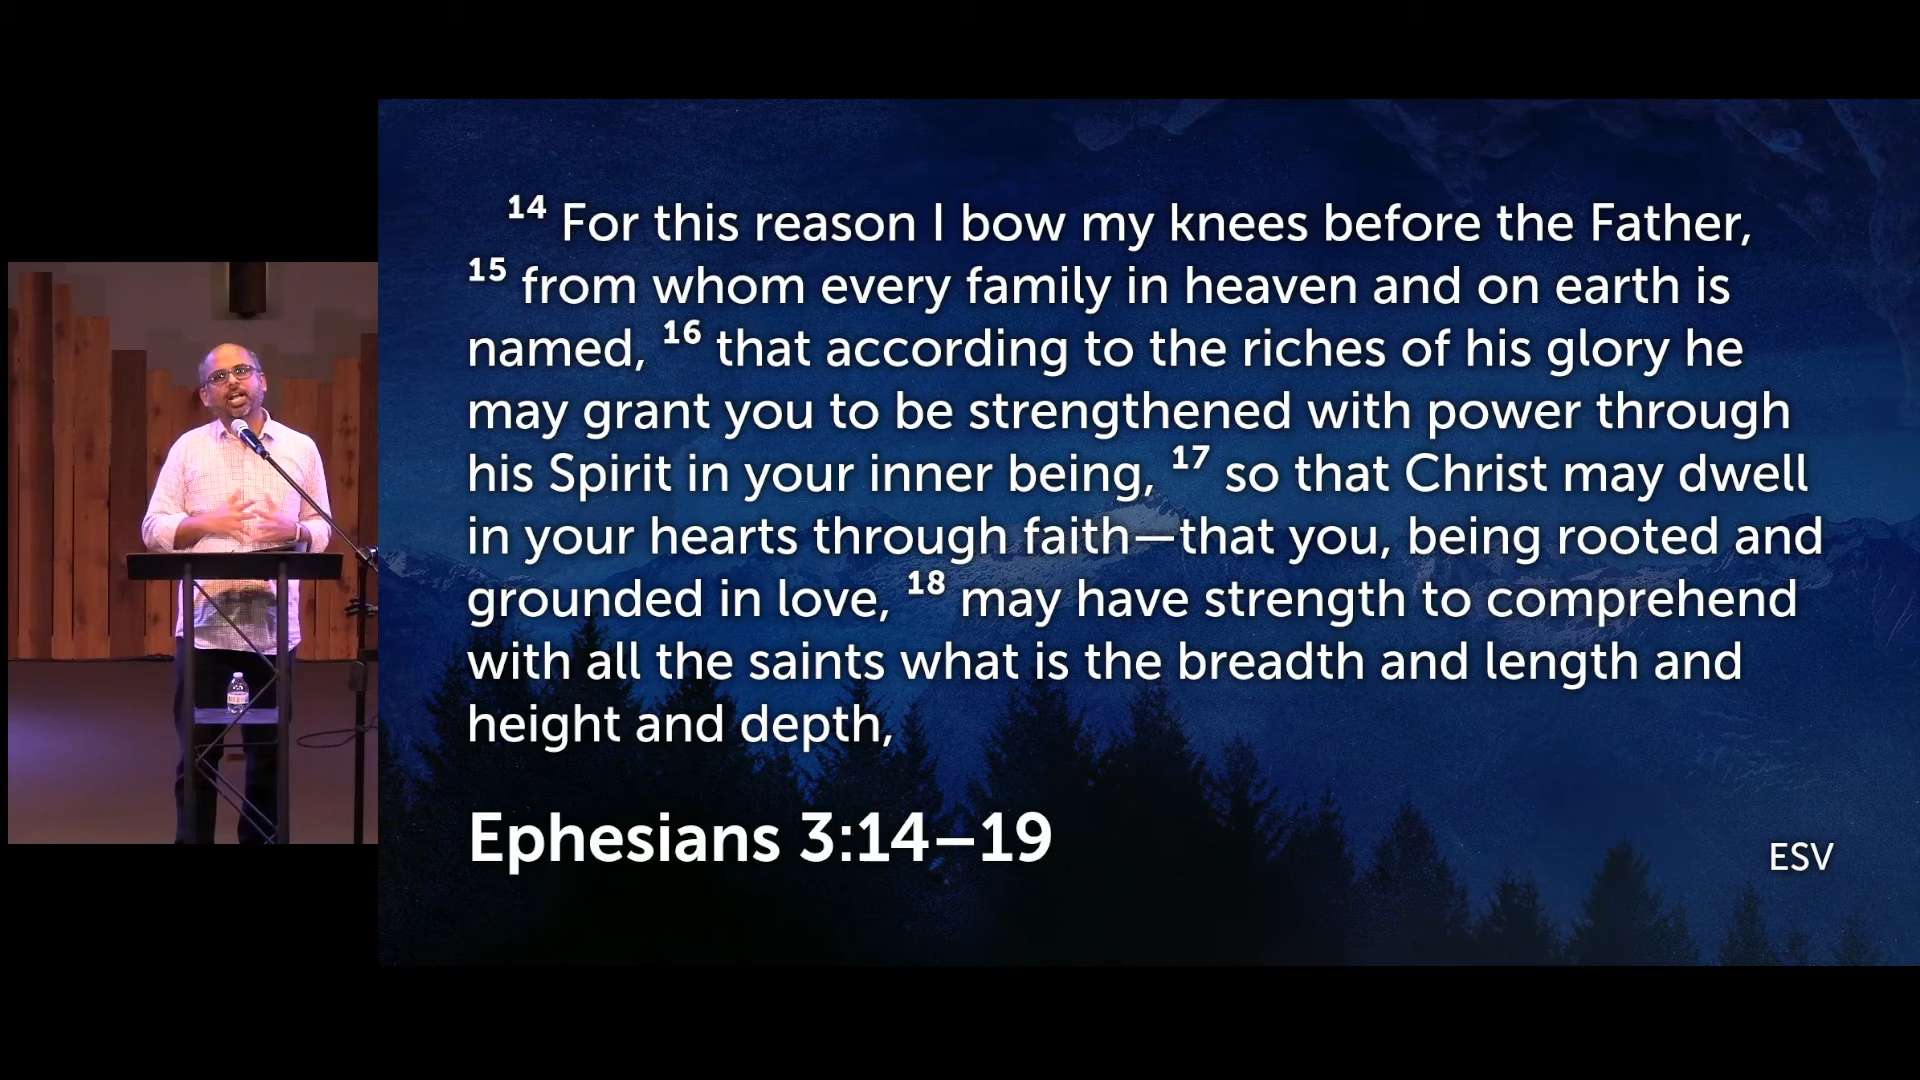 14 For this reason I bow my knees before the Father,
15 from whom every family in heaven and on earth is
named, 16 that according to the riches of his glory he
may grant you to be strengthened with power through
his Spirit in your inner being, 17 so that Christ may dwell
in your hearts through faith—that you, being rooted and
grounded in love, 18 may have strength to comprehend
with all the saints what is the breadth and length and
height and depth,
Ephesians 3:14–19
ESV